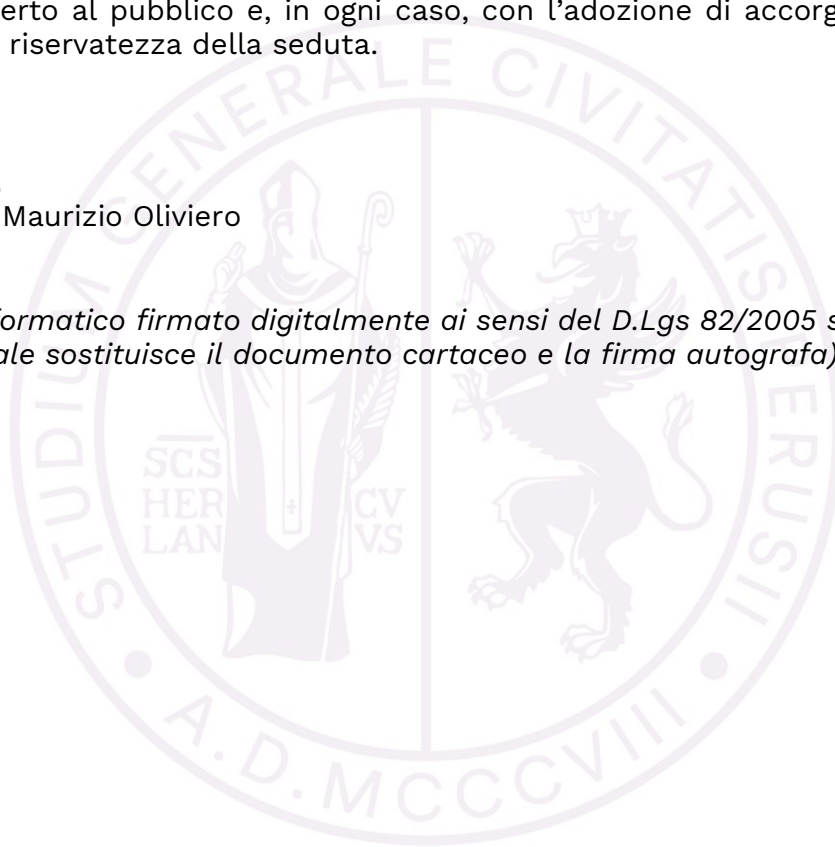 erto al pubblico e, in ogni caso, con l’adozione di accorg
riservatezza della seduta.
Maurizio Oliviero
ormatico firmato digitalmente ai sensi del D.Lgs 82/2005 s
ale sostituisce il documento cartaceo e la firma autografa)
STUDIUM GENERALE CIVITATIS PERUSII
SCS
HER CV
LAN VS
A.D. MCCCVIII